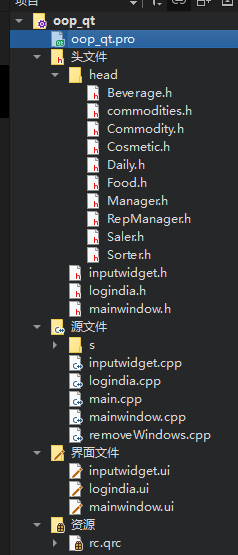 oop_qt
oop_qt.pro
头文件
head
Beverage.h
commodities.h
Commodity.h
Cosmetic.h
Daily.h
Food.h
Manager.h
RepManager.h
Saler.h
Sorter.h
inputwidget.h
logindia.h
mainwindow.h
源文件
s
inputwidget.cpp
logindia.cpp
main.cpp
mainwindow.cpp
removeWindows.cpp
界面文件
inputwidget.ui
logindia.ui
mainwindow.ui
资源
rc.qrc